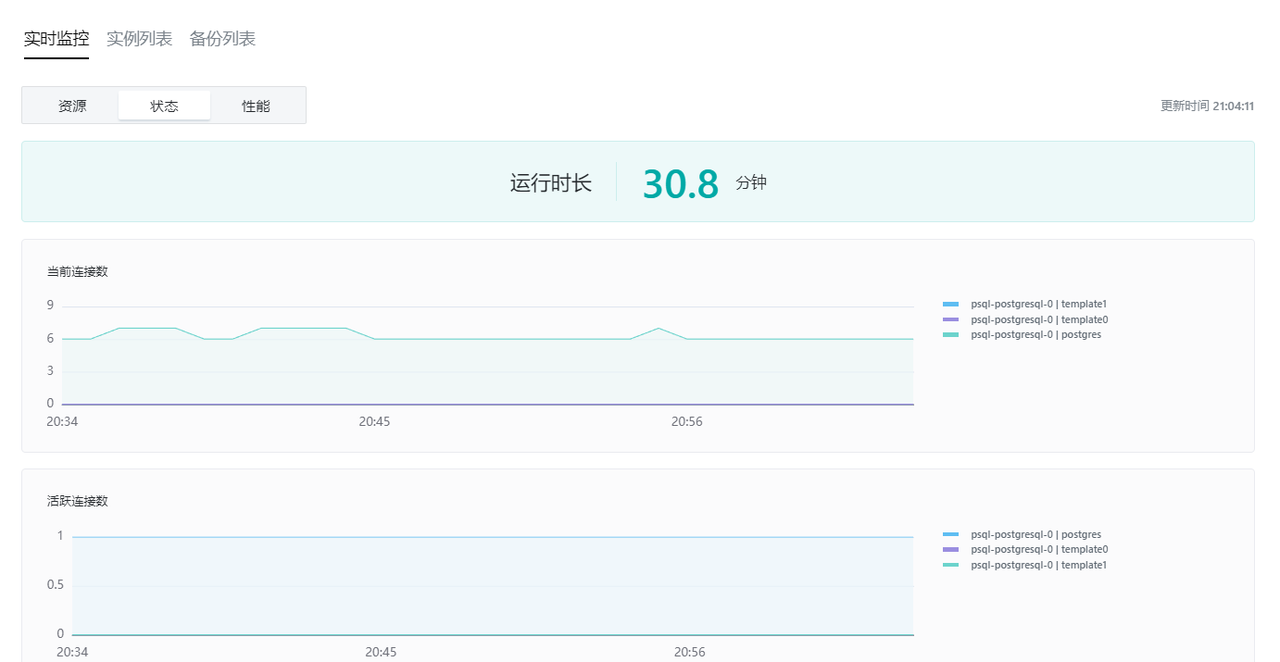 实时监控 实例列表 备份列表
资源 状态 性能 更新时间 21:04:11
运行时长 30.8 分钟
当前连接数
9
6
3
0
20:34 20:45 20:56
psql-postgresql-0 | template1
psql-postgresql-0 | template0
psql-postgresql-0 | postgres
活跃连接数
1
0.5
0
20:34 20:45 20:56
psql-postgresql-0 | postgres
psql-postgresql-0 | template0
psql-postgresql-0 | template1